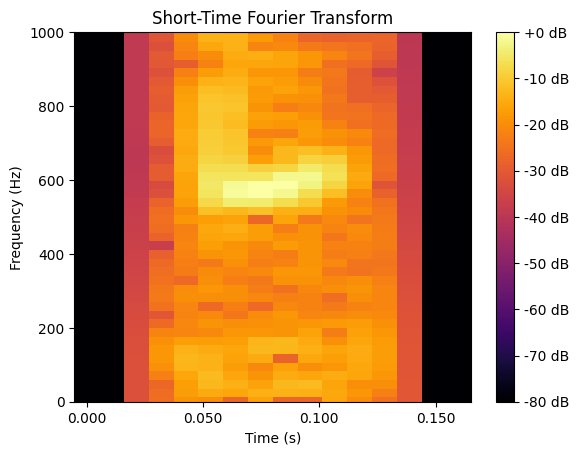 Short-Time Fourier Transform
1000
800
600
400
200
0
Frequency (Hz)
0.000
0.050
0.100
0.150
Time (s)
+0 dB
-10 dB
-20 dB
-30 dB
-40 dB
-50 dB
-60 dB
-70 dB
-80 dB